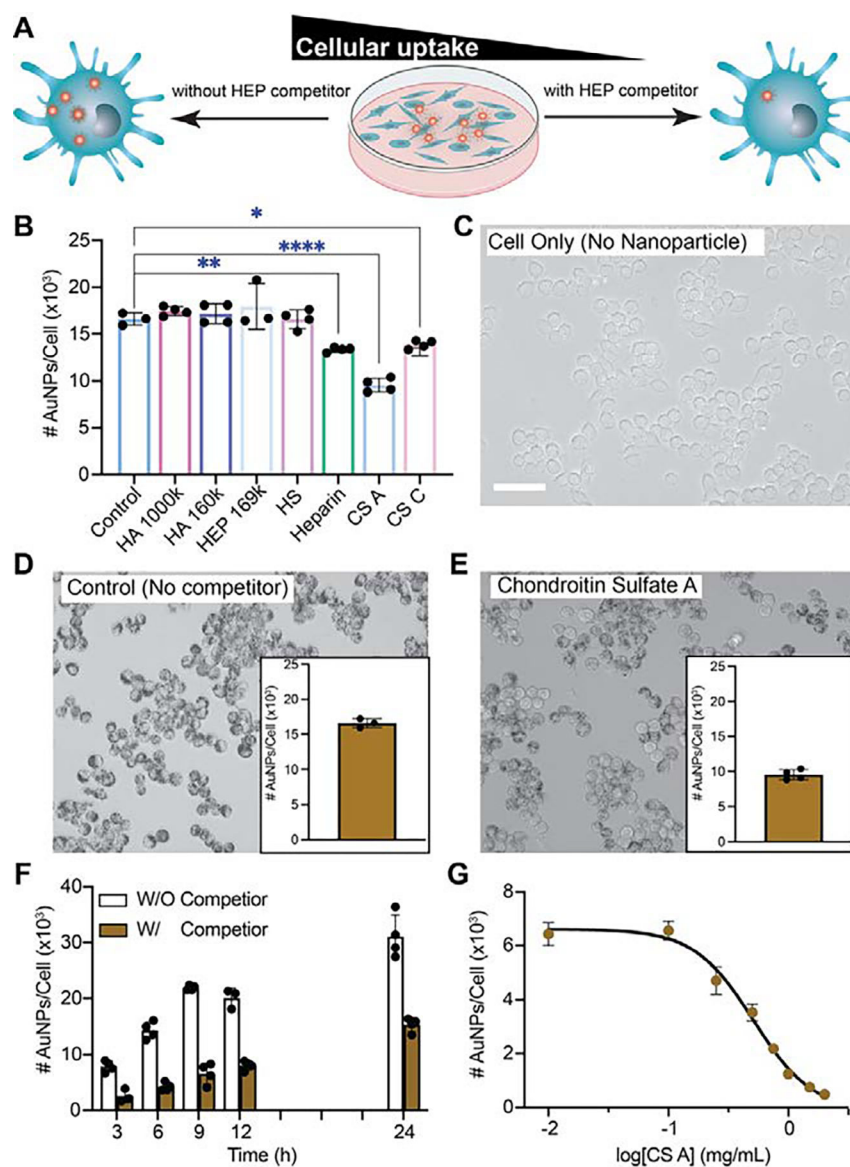 A
Cellular uptake
without HEP competitor
with HEP competitor
B
*
****
**
# AuNPs/Cell (x10³)
25
20
15
10
5
0
Control
HA 1000k
HA 160k
HEP 169k
HS
Heparin
CS A
CS C
C
Cell Only (No Nanoparticle)
D
Control (No competitor)
# AuNPs/Cell (x10³)
25
20
15
10
5
0
E
Chondroitin Sulfate A
# AuNPs/Cell (x10³)
25
20
15
10
5
0
F
W/O Competior
W/ Competior
# AuNPs/Cell (x10³)
40
30
20
10
0
3
6
9
12
24
Time (h)
G
# AuNPs/Cell (x10³)
8
6
4
2
0
-2
-1
0
log[CS A] (mg/mL)